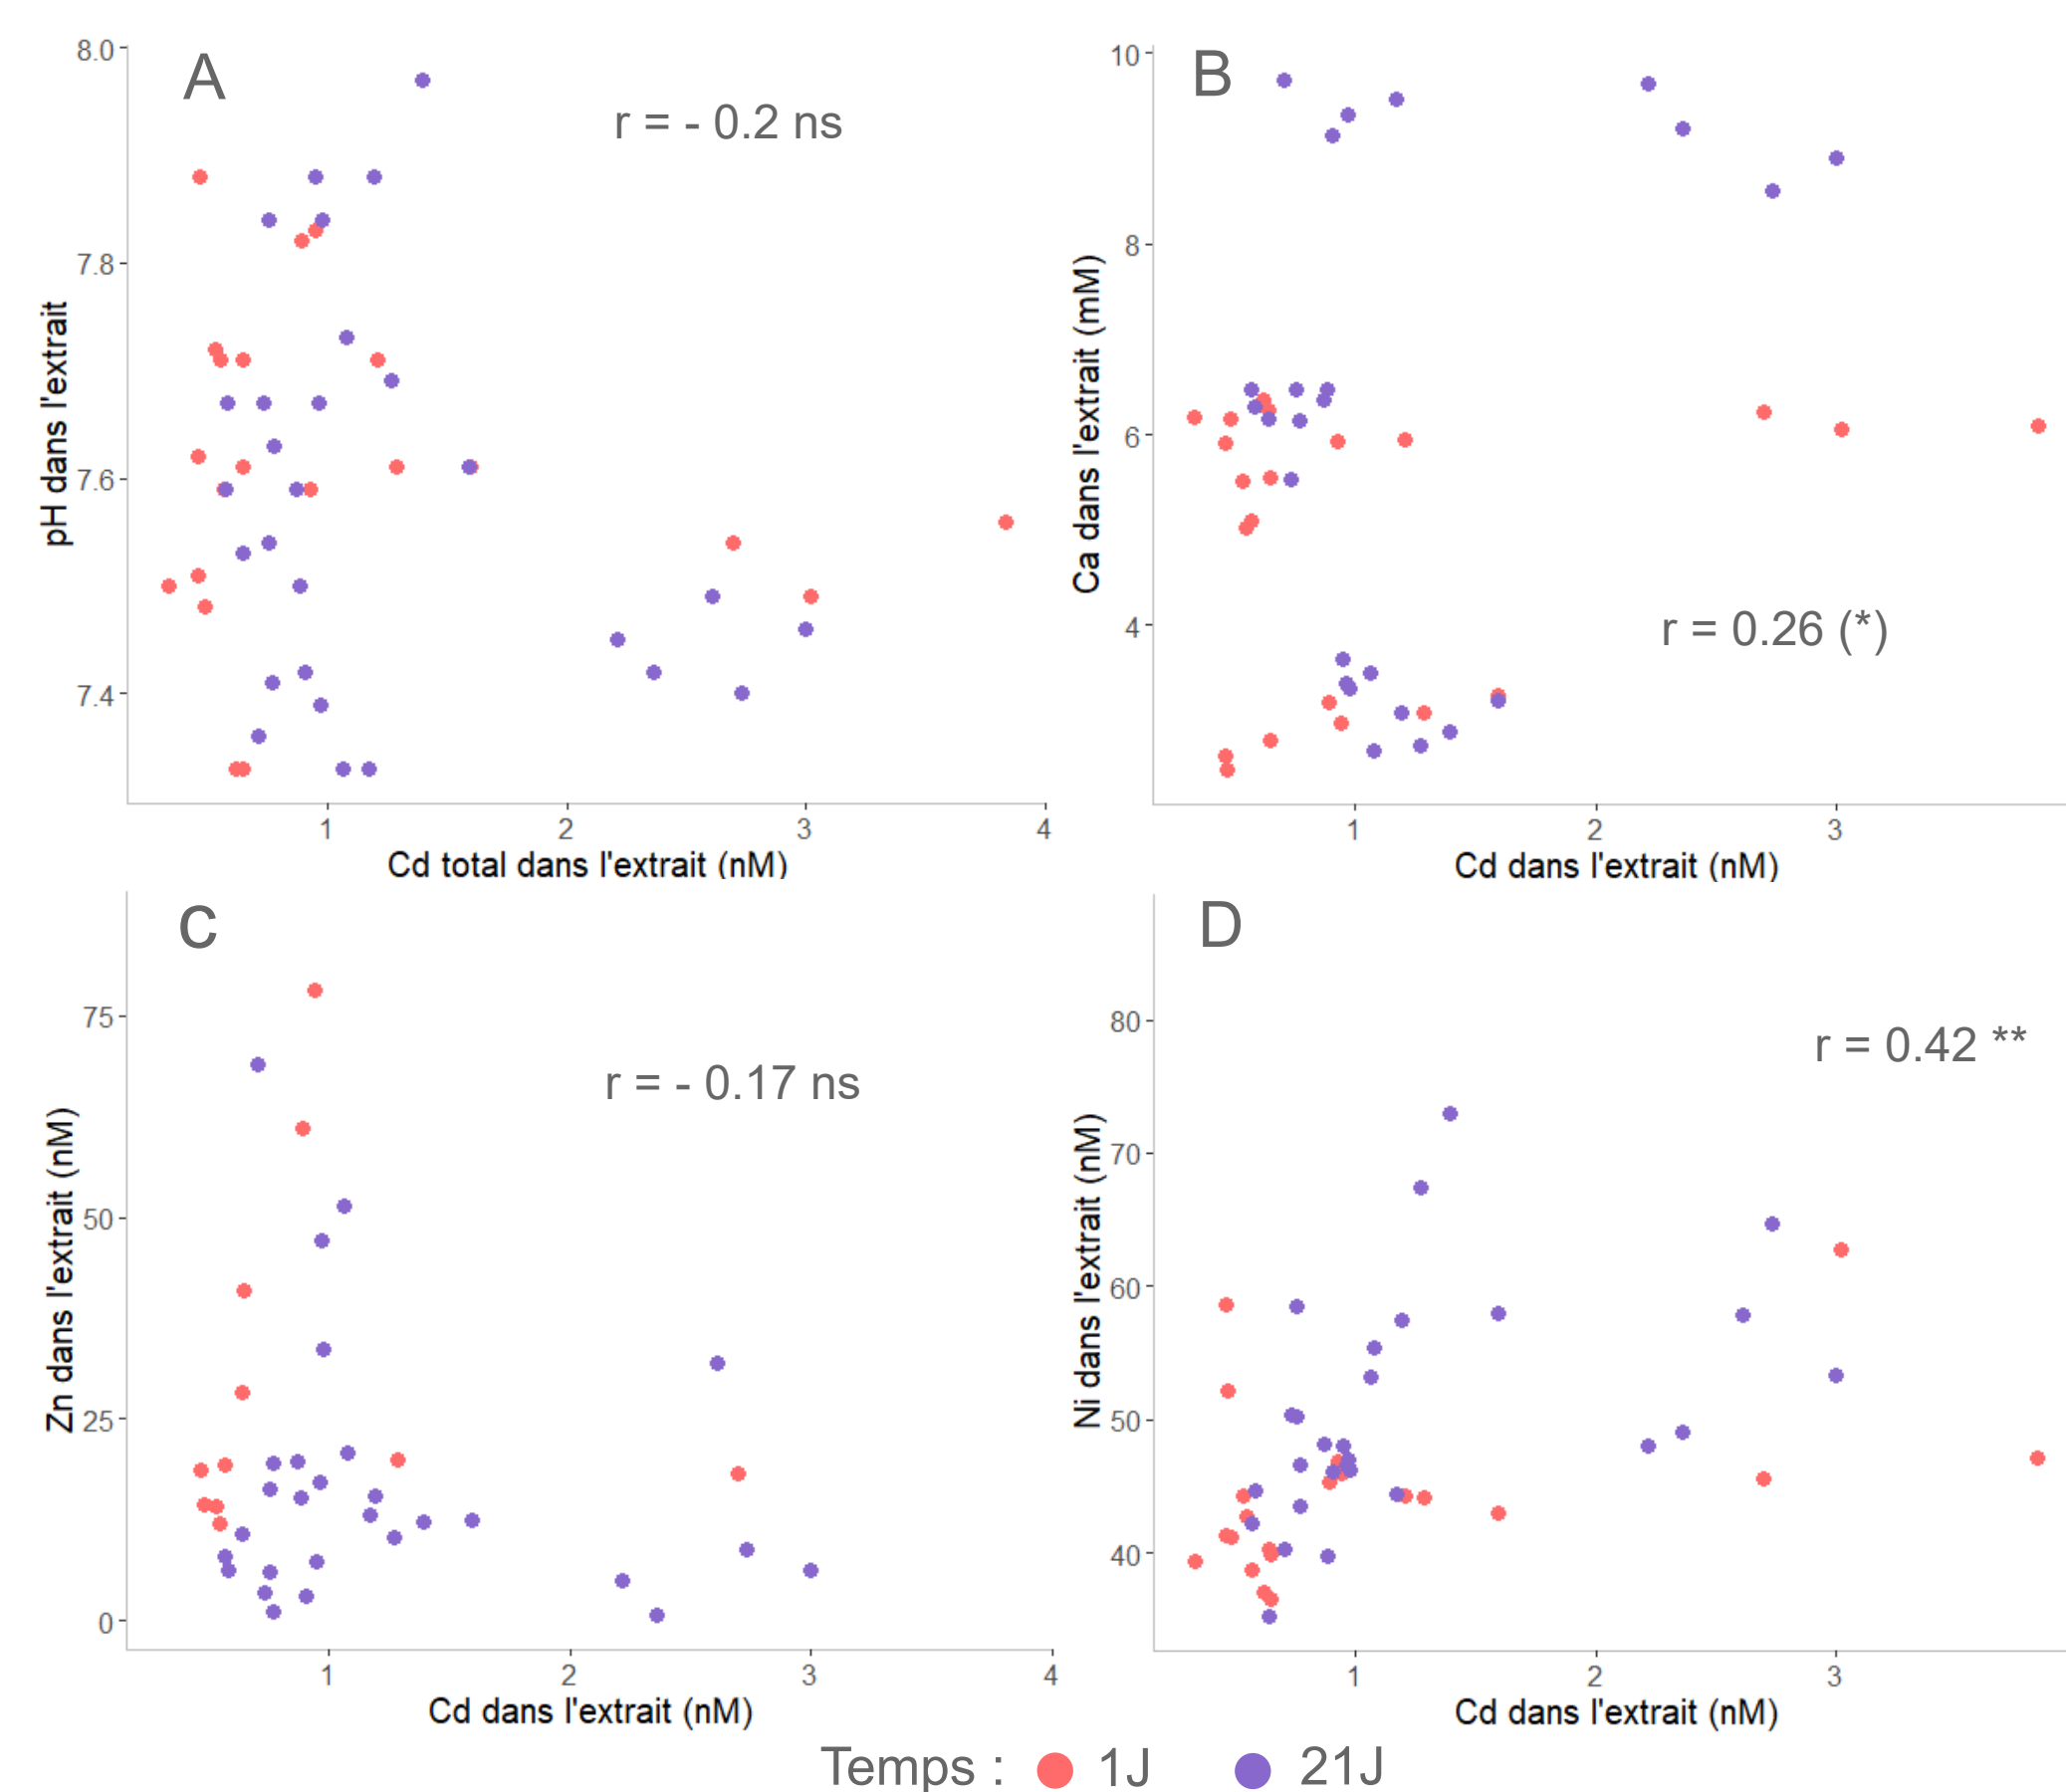 A
r = - 0.2 ns
8.0
7.8
7.6
7.4
pH dans l'extrait
1 2 3 4
Cd total dans l'extrait (nM)
B
r = 0.26 (*)
10
8
6
4
Ca dans l'extrait (mM)
1 2 3
Cd dans l'extrait (nM)
c
r = - 0.17 ns
75
50
25
0
Zn dans l'extrait (nM)
1 2 3 4
Cd dans l'extrait (nM)
D
r = 0.42 **
80
70
60
50
40
Ni dans l'extrait (nM)
1 2 3
Cd dans l'extrait (nM)
Temps : 1J 21J